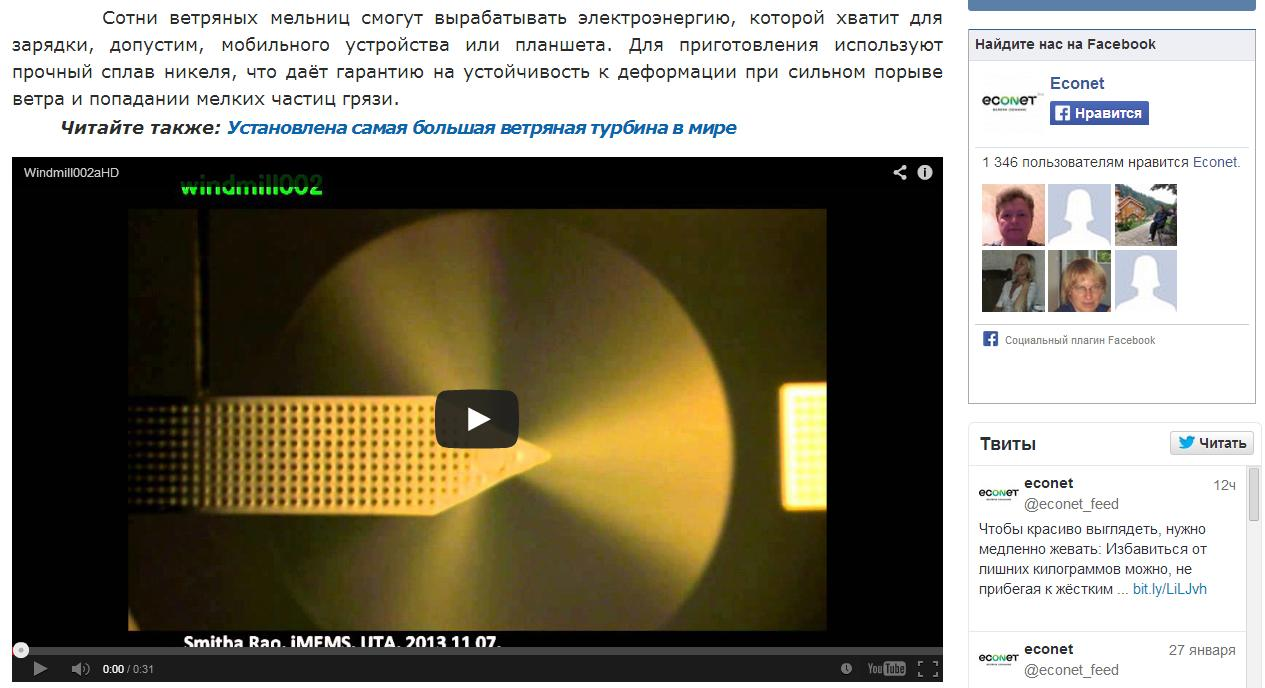 Сотни ветряных мельниц смогут вырабатывать электроэнергию, которой хватит для
зарядки, допустим, мобильного устройства или планшета. Для приготовления используют
прочный сплав никеля, что даёт гарантию на устойчивость к деформации при сильном порыве
ветра и попадании мелких частиц грязи.
Читайте также: Установлена самая большая ветряная турбина в мире
Windmill002aHD
windmill002
Smitha Rao, iMEMS, UTA, 2013 11 07.
0:00 / 0:31
YouTube
Найдите нас на Facebook
econet
Econet
Нравится
1 346 пользователям нравится Econet.
Социальный плагин Facebook
Твиты
Читать
econet
econet
12ч
@econet_feed
Чтобы красиво выглядеть, нужно
медленно жевать: Избавиться от
лишних килограммов можно, не
прибегая к жёстким ... bit.ly/LiLJvh
econet
econet
27 января
@econet_feed